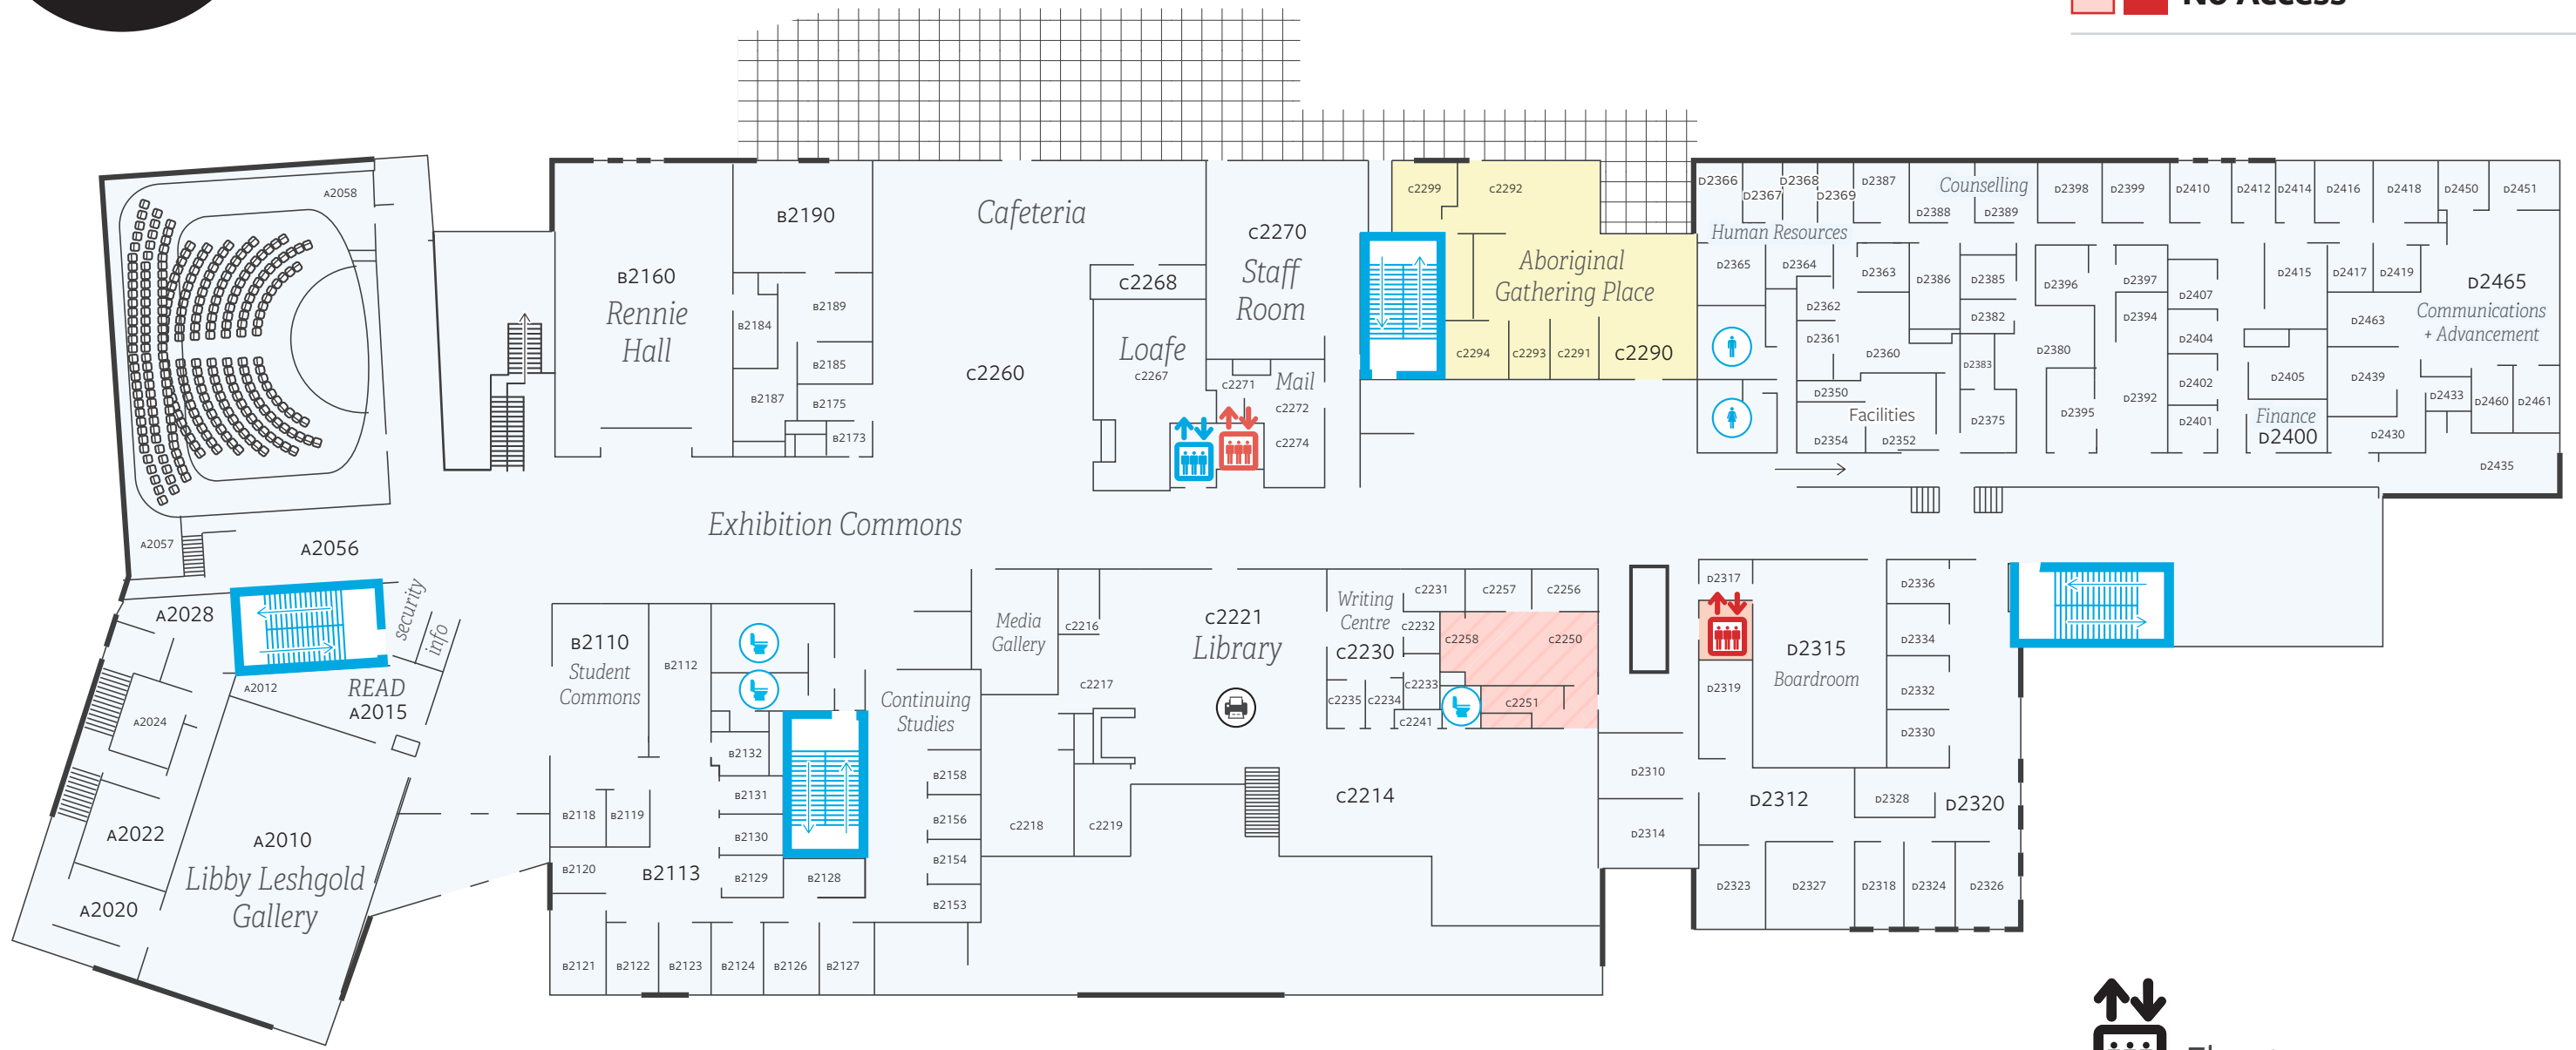 No Access
A2058
B2160
Rennie
Hall
B2190
B2184
B2189
B2185
B2187
B2175
B2173
Cafeteria
C2260
C2268
Loafe
C2267
C2270
Staff
Room
C2271
Mail
C2272
C2274
C2299
C2292
Aboriginal
Gathering Place
C2294
C2293
C2291
C2290
D2366
D2367
D2368
D2369
D2387
Counselling
D2388
D2389
D2398
D2399
D2410
D2412
D2414
D2416
D2418
D2450
D2451
Human Resources
D2365
D2364
D2363
D2386
D2385
D2396
D2397
D2407
D2415
D2417
D2419
D2465
Communications
+ Advancement
D2362
D2382
D2394
D2463
D2361
D2360
D2383
D2380
D2404
D2405
D2439
D2350
Facilities
D2402
D2392
D2395
D2375
D2401
Finance
D2400
D2433
D2460
D2461
D2354
D2352
D2430
D2435
Exhibition Commons
A2057
A2056
A2028
security
info
A2012
READ
A2015
A2024
A2022
A2010
Libby Leshgold
Gallery
A2020
B2110
Student
Commons
B2112
B2132
B2131
B2130
B2129
B2128
B2118
B2119
B2120
B2113
B2121
B2122
B2123
B2124
B2126
B2127
Continuing
Studies
B2158
B2156
B2154
B2153
Media
Gallery
C2216
C2217
C2218
C2219
C2221
Library
C2214
Writing
Centre
C2230
C2231
C2257
C2256
C2232
C2258
C2250
C2233
C2235
C2234
C2241
C2251
D2310
D2314
D2317
D2319
D2315
Boardroom
D2336
D2334
D2332
D2330
D2312
D2328
D2320
D2323
D2327
D2318
D2324
D2326